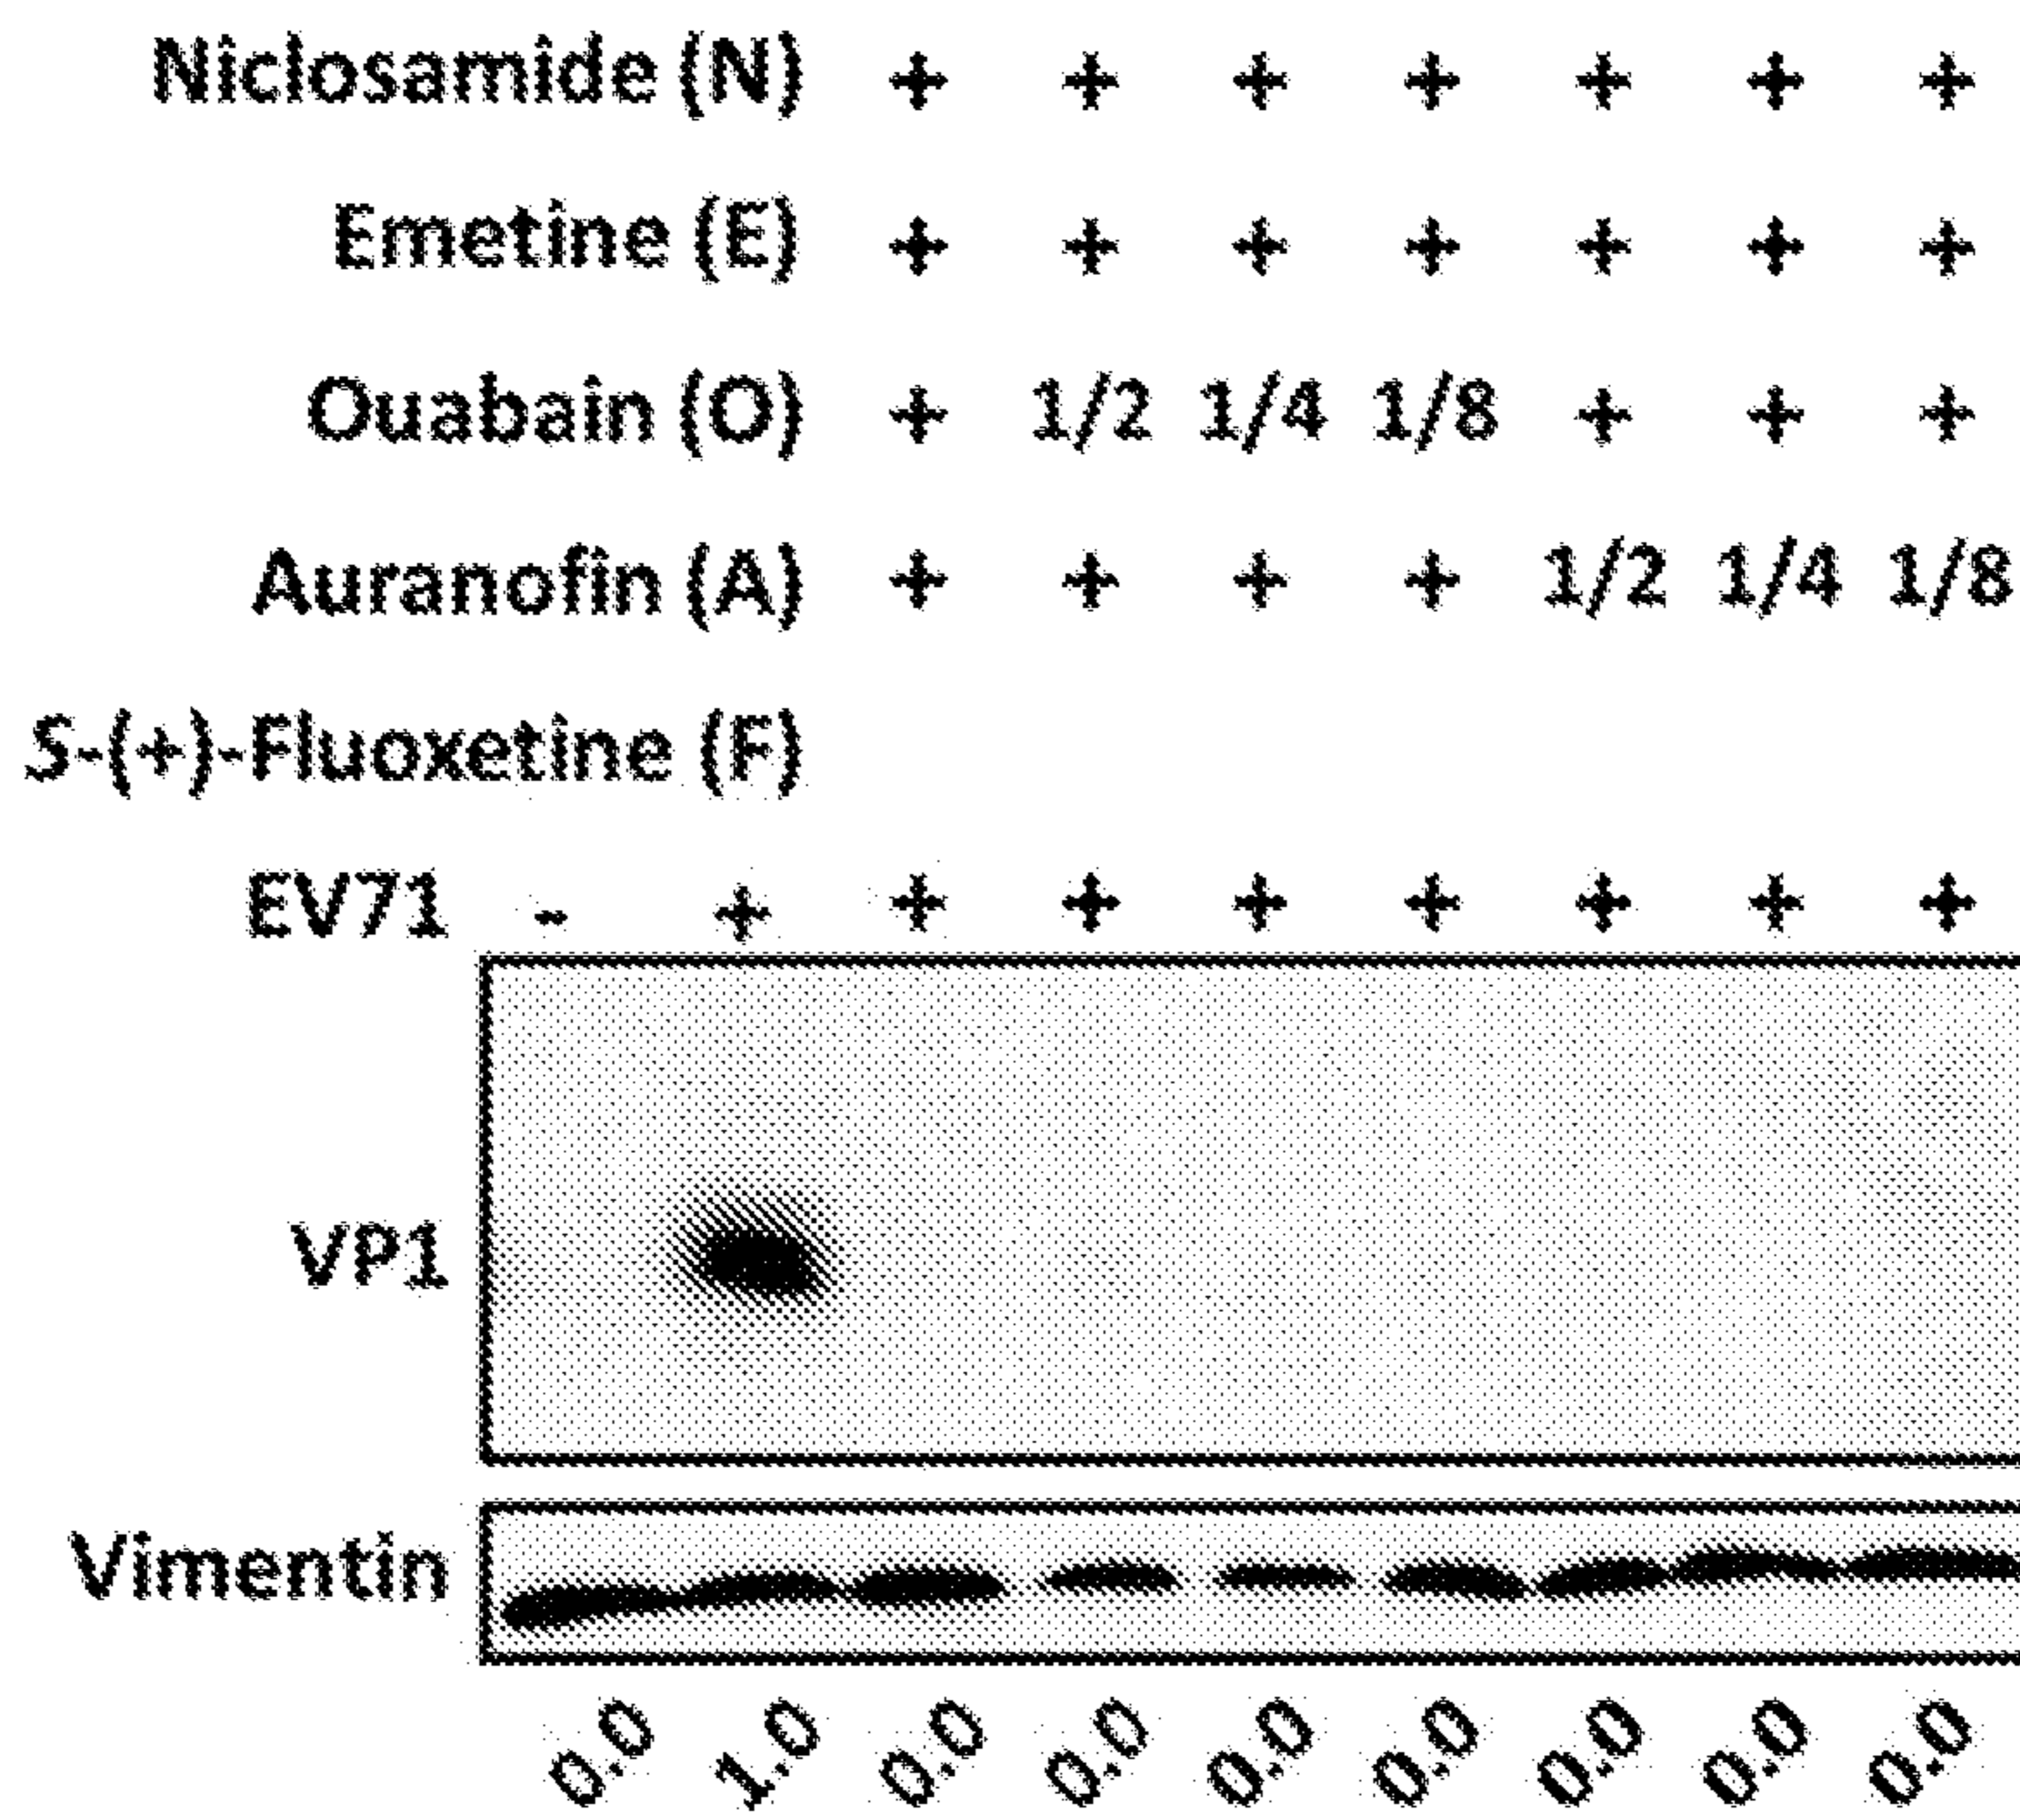 Niclosamide (N) + + + + + + +
Emetine (E) + + + + + + +
Ouabain (O) + 1/2 1/4 1/8 + + +
Auranofin (A) + + + + 1/2 1/4 1/8
S-(+)-Fluoxetine (F)
EV71 - + + + + + + + +
VP1
Vimentin
0.0 1.0 0.0 0.0 0.0 0.0 0.0 0.0 0.0